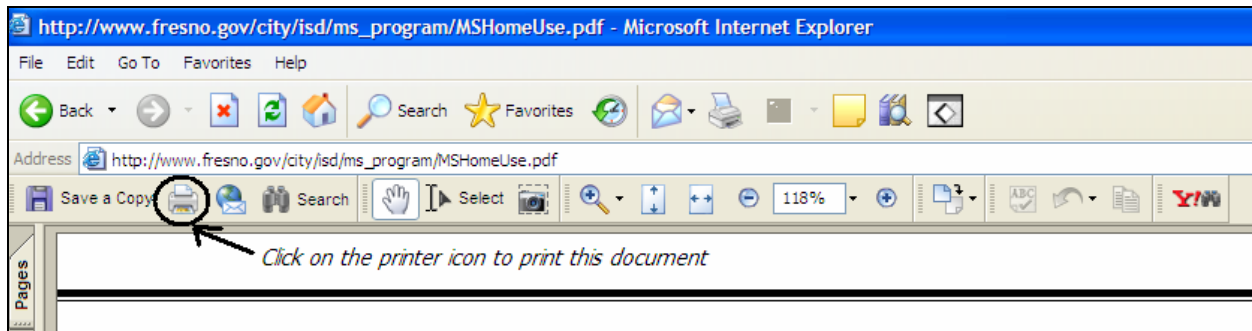 http://www.fresno.gov/city/isd/ms_program/MSHomeUse.pdf - Microsoft Internet Explorer
File Edit Go To Favorites Help
Back Search Favorites
Address http://www.fresno.gov/city/isd/ms_program/MSHomeUse.pdf
Save a Copy Search Select 118% ABC Y!
Click on the printer icon to print this document
Pages